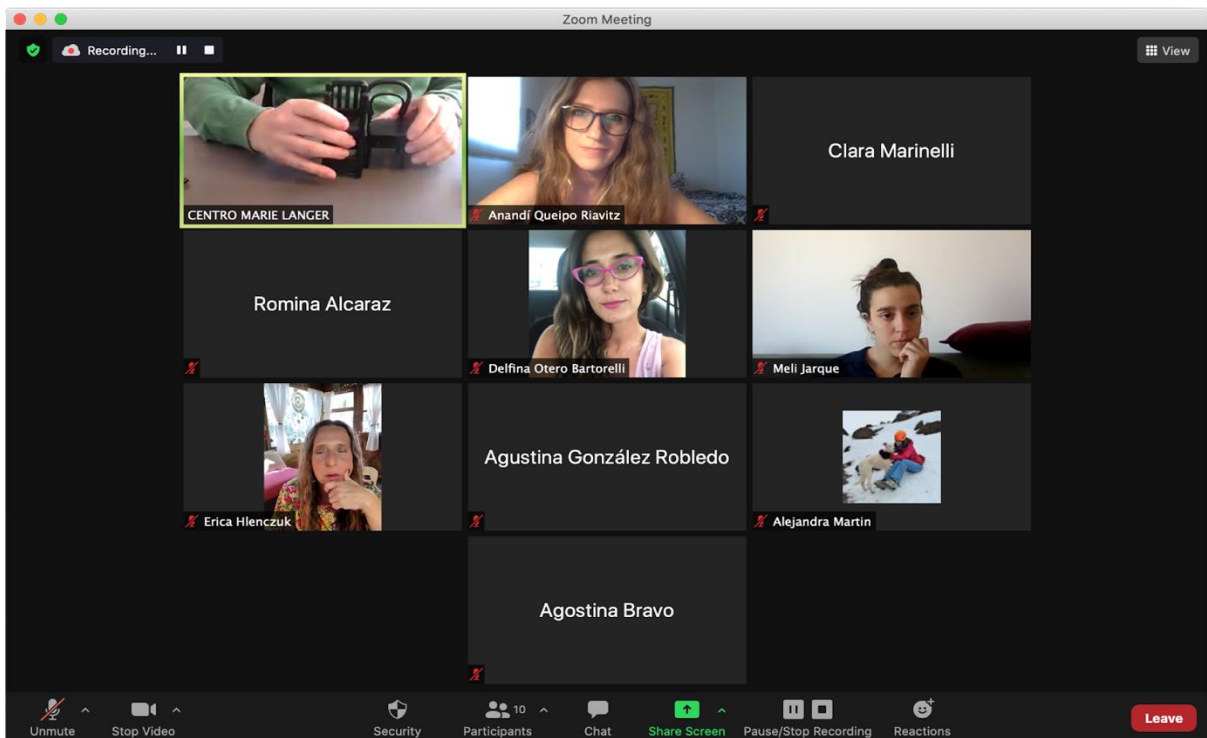 Zoom Meeting
Recording...
View
CENTRO MARIE LANGER
Anandí Queipo Riavitz
Clara Marinelli
Romina Alcaraz
Delfina Otero Bartorelli
Meli Jarque
Erica Hlenczuk
Agustina González Robledo
Alejandra Martin
Agostina Bravo
Unmute
Stop Video
Security
Participants 10
Chat
Share Screen
Pause/Stop Recording
Reactions
Leave